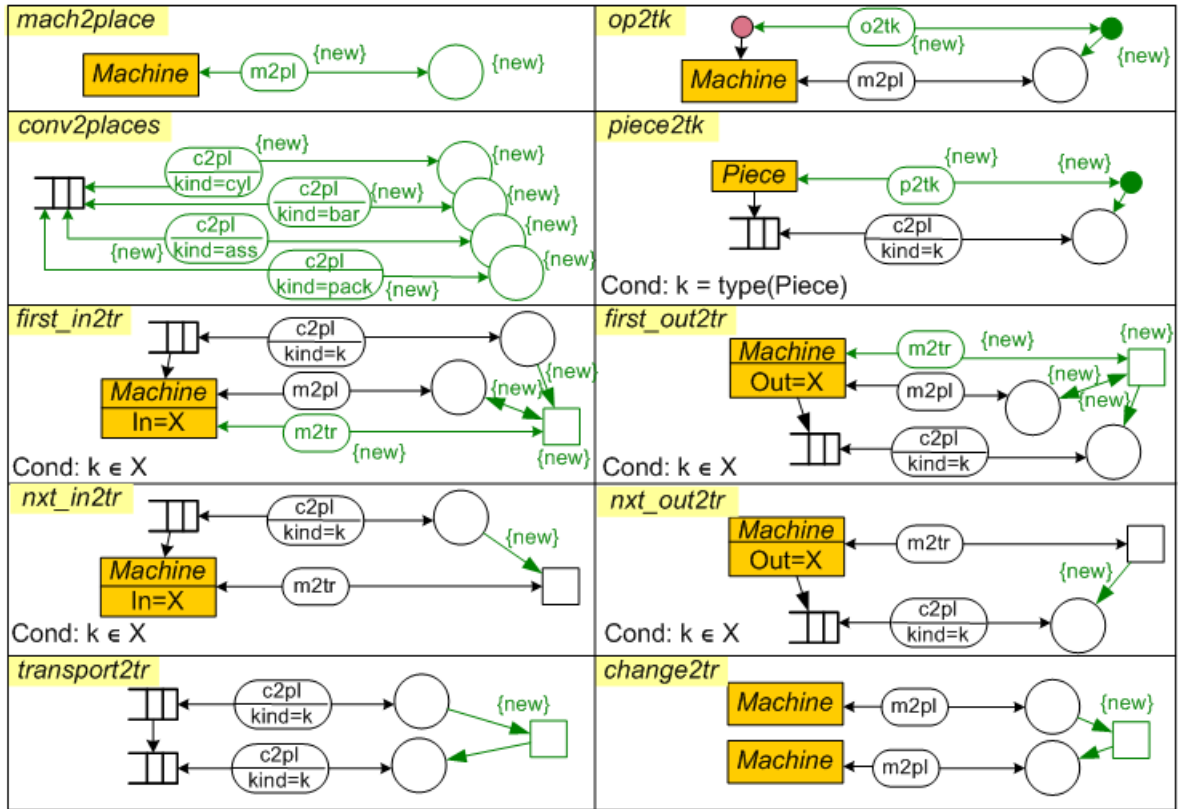 mach2place
Machine
m2pl
{new}
{new}
op2tk
o2tk
{new}
{new}
Machine
m2pl
conv2places
c2pl
kind=cyl
{new}
{new}
c2pl
kind=bar
{new}
{new}
c2pl
kind=ass
{new}
{new}
c2pl
kind=pack
{new}
{new}
piece2tk
Piece
p2tk
{new}
{new}
c2pl
kind=k
Cond: k = type(Piece)
first_in2tr
c2pl
kind=k
Machine
In=X
m2pl
{new}
{new}
m2tr
{new}
{new}
Cond: k ∈ X
first_out2tr
{new}
Machine
Out=X
m2tr
{new}
m2pl
{new}
{new}
c2pl
kind=k
Cond: k ∈ X
nxt_in2tr
c2pl
kind=k
{new}
Machine
In=X
m2tr
Cond: k ∈ X
nxt_out2tr
Machine
Out=X
m2tr
{new}
c2pl
kind=k
Cond: k ∈ X
transport2tr
c2pl
kind=k
{new}
c2pl
kind=k
change2tr
Machine
m2pl
{new}
Machine
m2pl